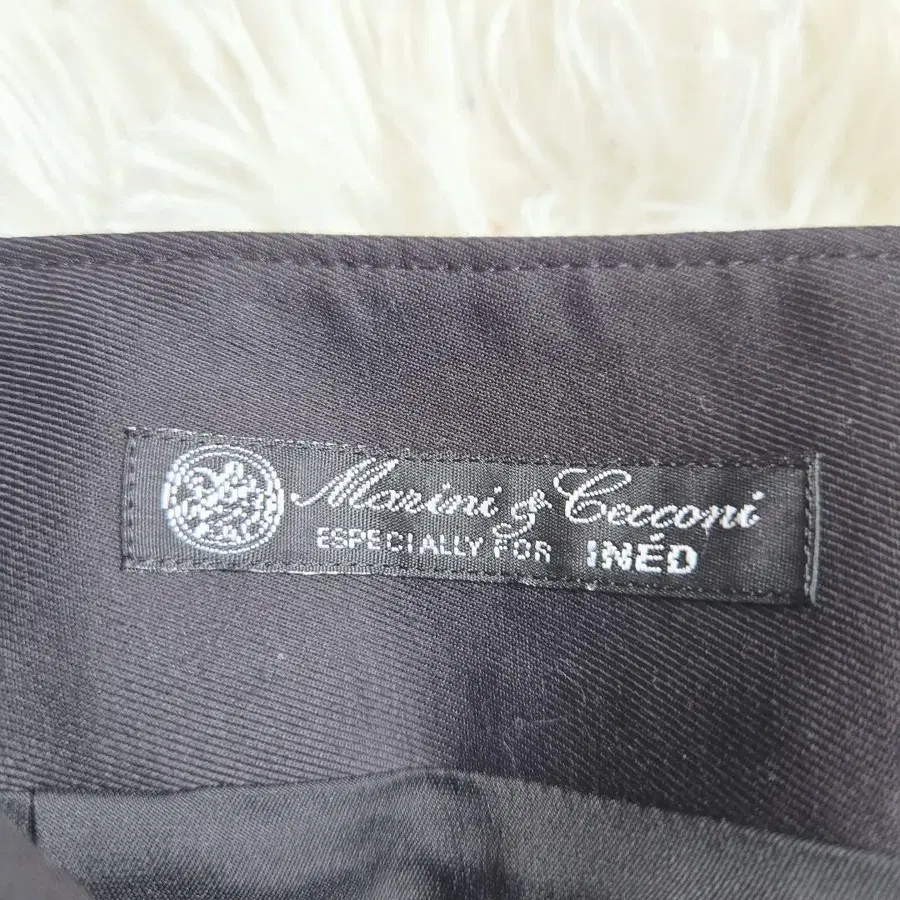 Marini & Cecconi
ESPECIALLY FOR INÉD